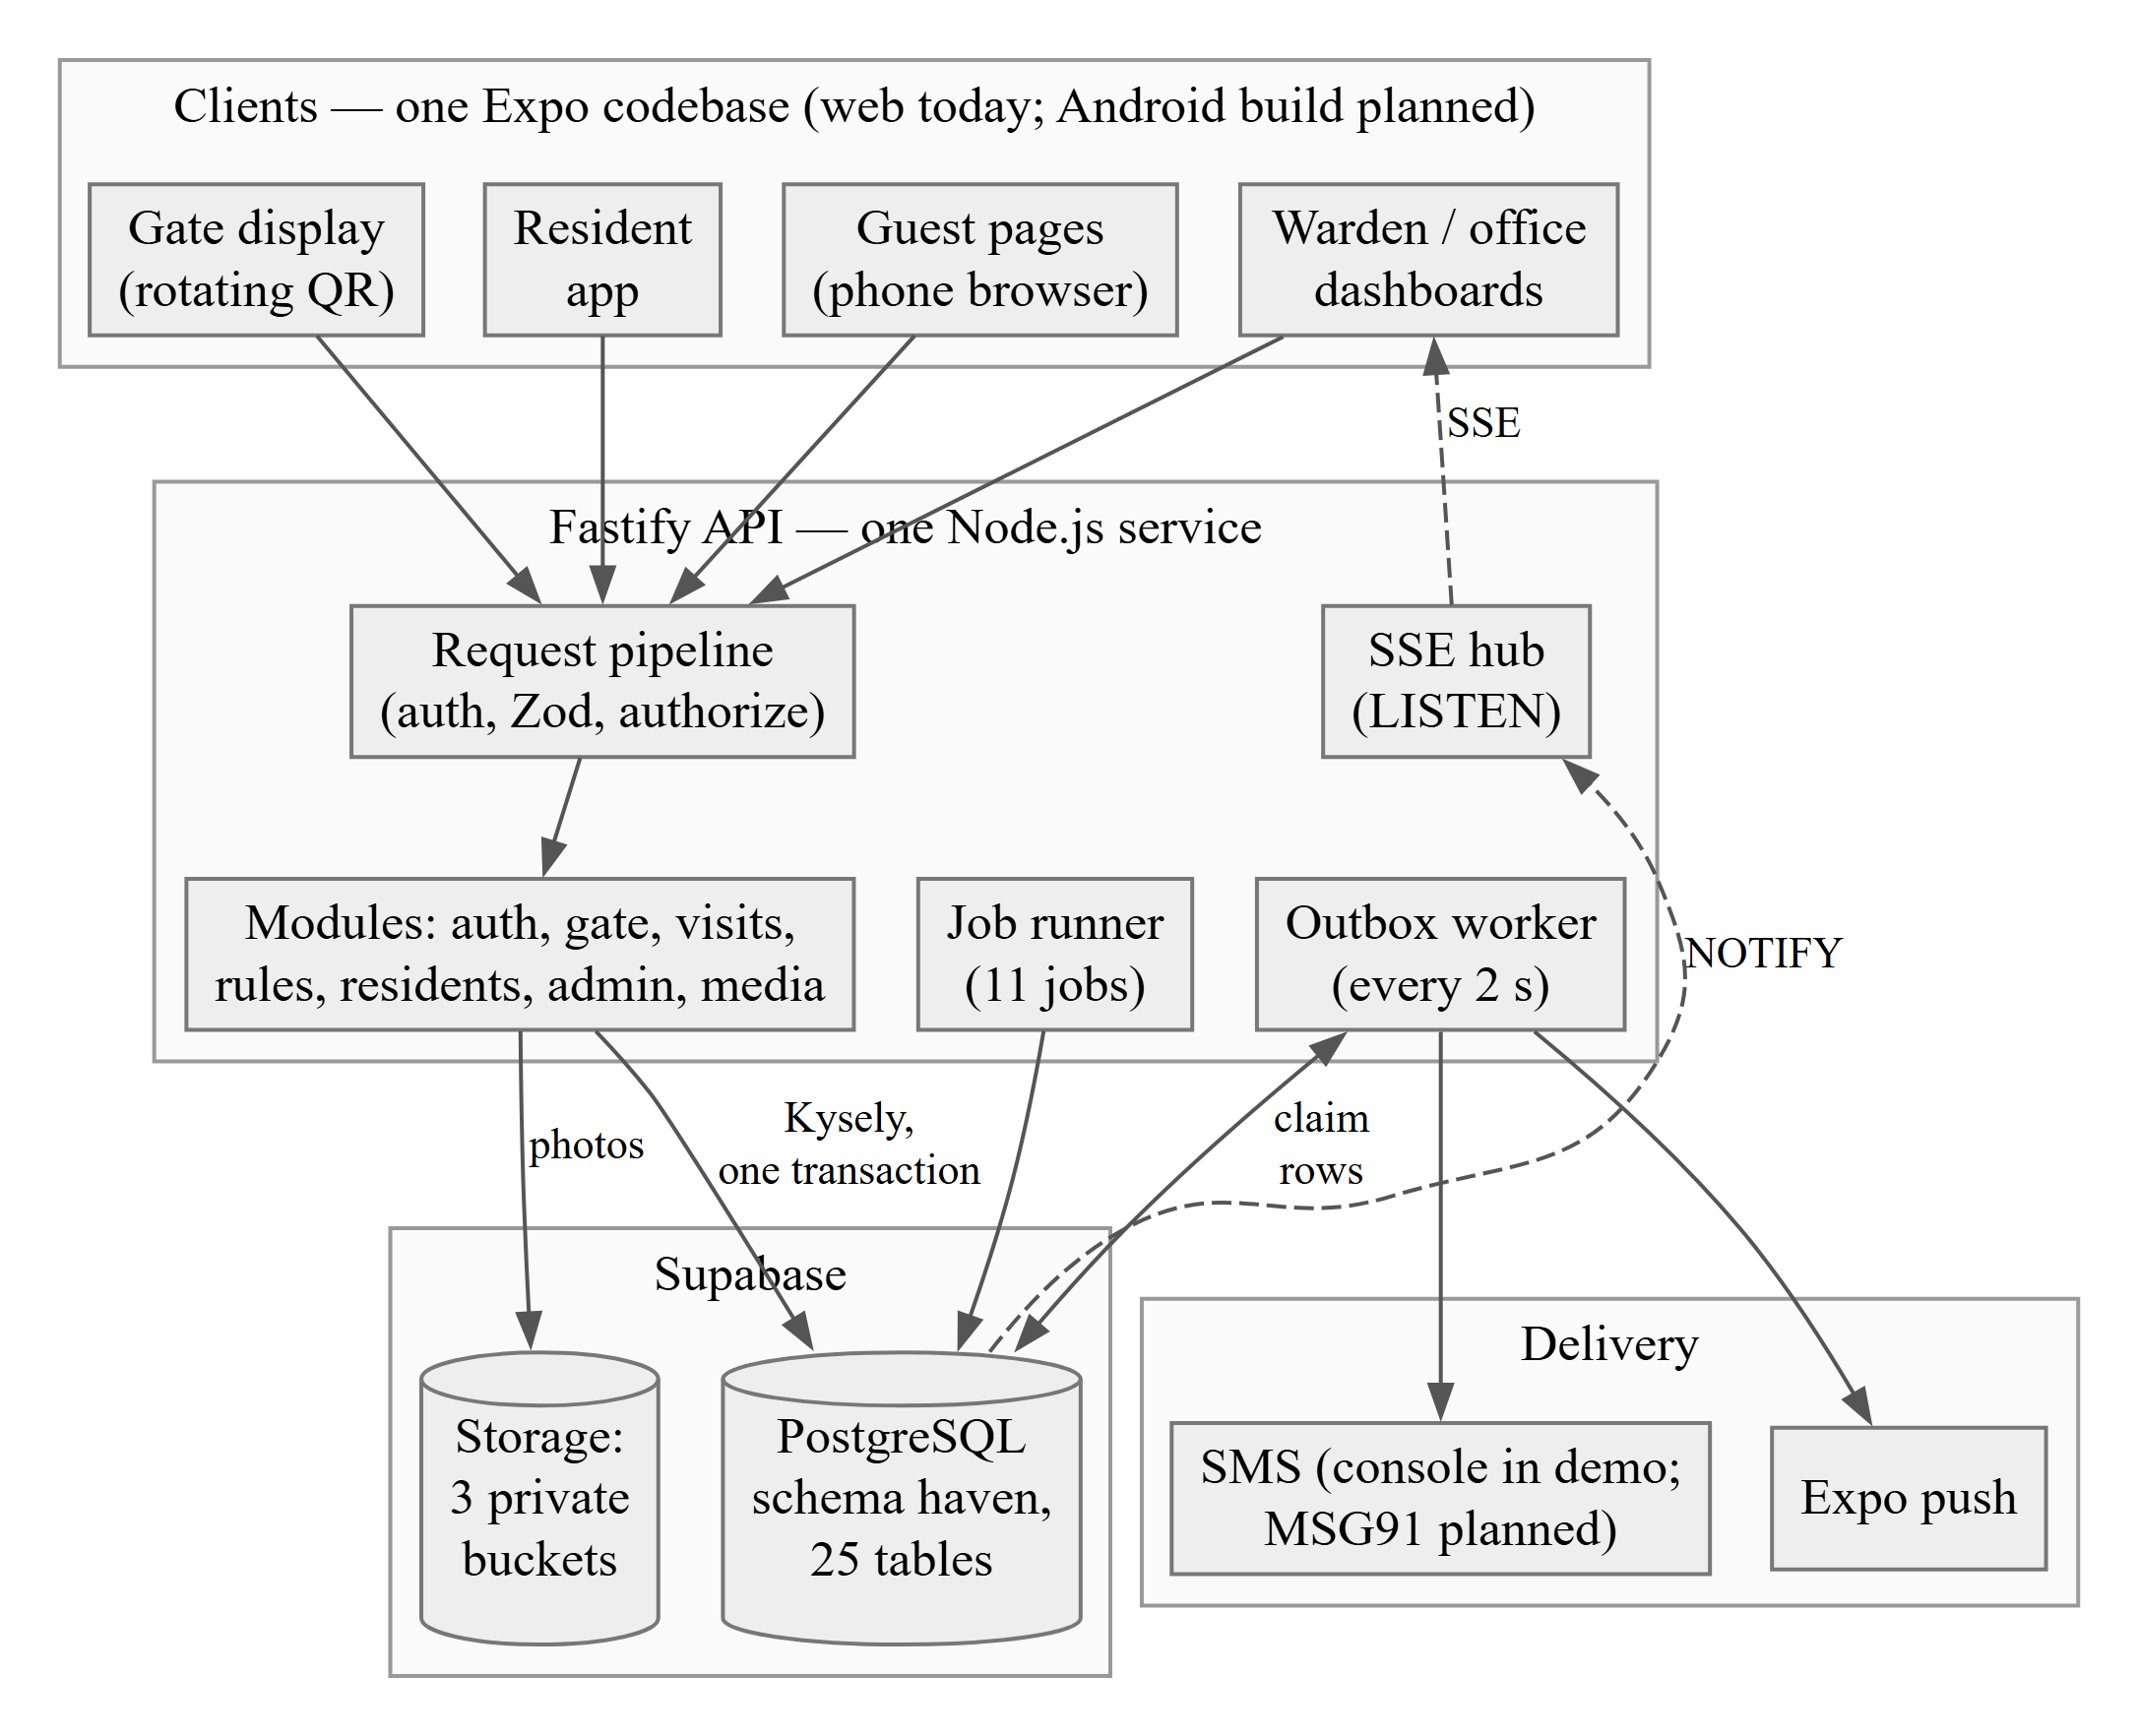 Clients — one Expo codebase (web today; Android build planned)
Gate display
(rotating QR)
Resident
app
Guest pages
(phone browser)
Warden / office
dashboards
SSE
Fastify API — one Node.js service
Request pipeline
(auth, Zod, authorize)
SSE hub
(LISTEN)
Modules: auth, gate, visits,
rules, residents, admin, media
Job runner
(11 jobs)
Outbox worker
(every 2 s)
NOTIFY
photos
Kysely,
one transaction
claim
rows
Supabase
Storage:
3 private
buckets
PostgreSQL
schema haven,
25 tables
Delivery
SMS (console in demo;
MSG91 planned)
Expo push